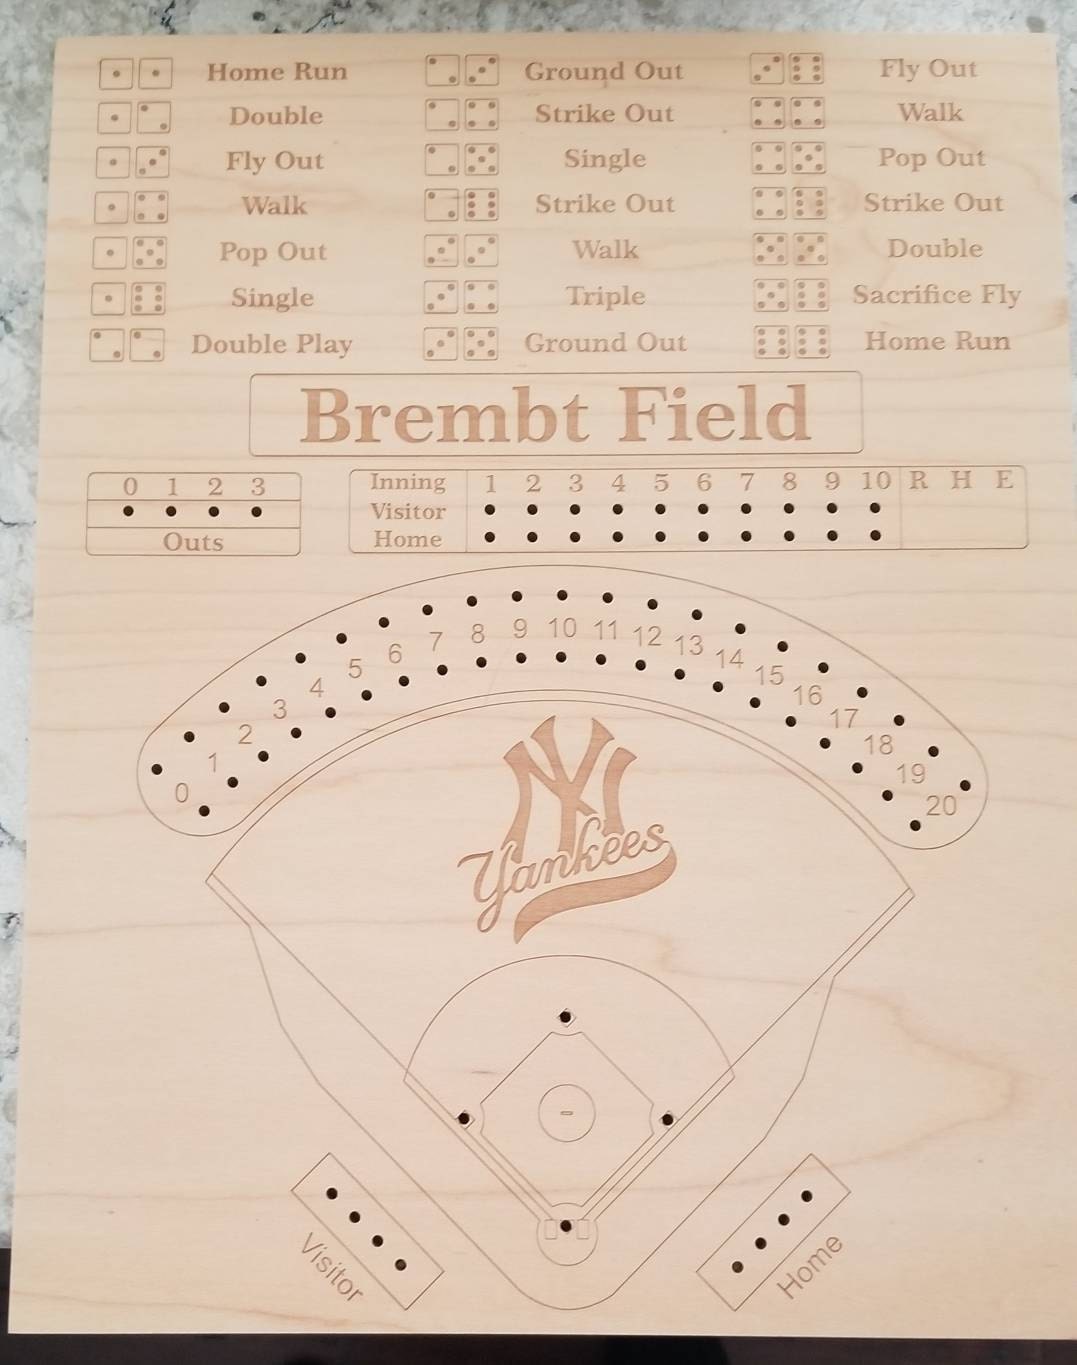 Home Run Ground Out Fly Out
Double Strike Out Walk
Fly Out Single Pop Out
Walk Strike Out Strike Out
Pop Out Walk Double
Single Triple Sacrifice Fly
Double Play Ground Out Home Run
Brembt Field
0 1 2 3
Outs
Inning 1 2 3 4 5 6 7 8 9 10 R H E
Visitor
Home
0 1 2 3 4 5 6 7 8 9 10 11 12 13 14 15 16 17 18 19 20
NY
Yankees
Visitor
Home